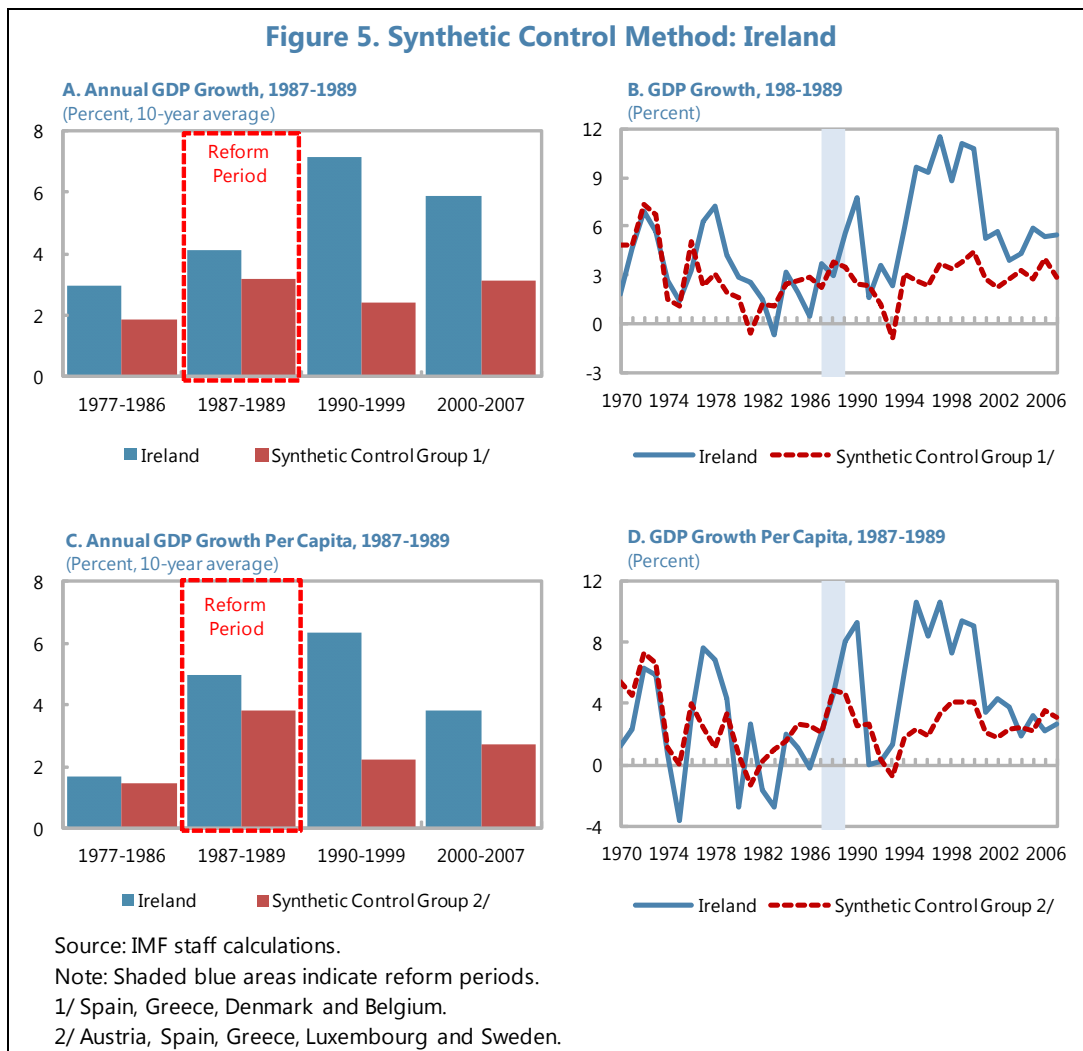 Figure 5. Synthetic Control Method: Ireland
A. Annual GDP Growth, 1987-1989
(Percent, 10-year average)
8
6
4
2
0
Reform
Period
1977-1986 1987-1989 1990-1999 2000-2007
Ireland Synthetic Control Group 1/
B. GDP Growth, 198-1989
(Percent)
12
9
6
3
0
-3
1970 1974 1978 1982 1986 1990 1994 1998 2002 2006
Ireland Synthetic Control Group 1/
C. Annual GDP Growth Per Capita, 1987-1989
(Percent, 10-year average)
8
6
4
2
0
Reform
Period
1977-1986 1987-1989 1990-1999 2000-2007
Ireland Synthetic Control Group 2/
D. GDP Growth Per Capita, 1987-1989
(Percent)
12
8
4
0
-4
1970 1974 1978 1982 1986 1990 1994 1998 2002 2006
Ireland Synthetic Control Group 2/
Source: IMF staff calculations.
Note: Shaded blue areas indicate reform periods.
1/ Spain, Greece, Denmark and Belgium.
2/ Austria, Spain, Greece, Luxembourg and Sweden.